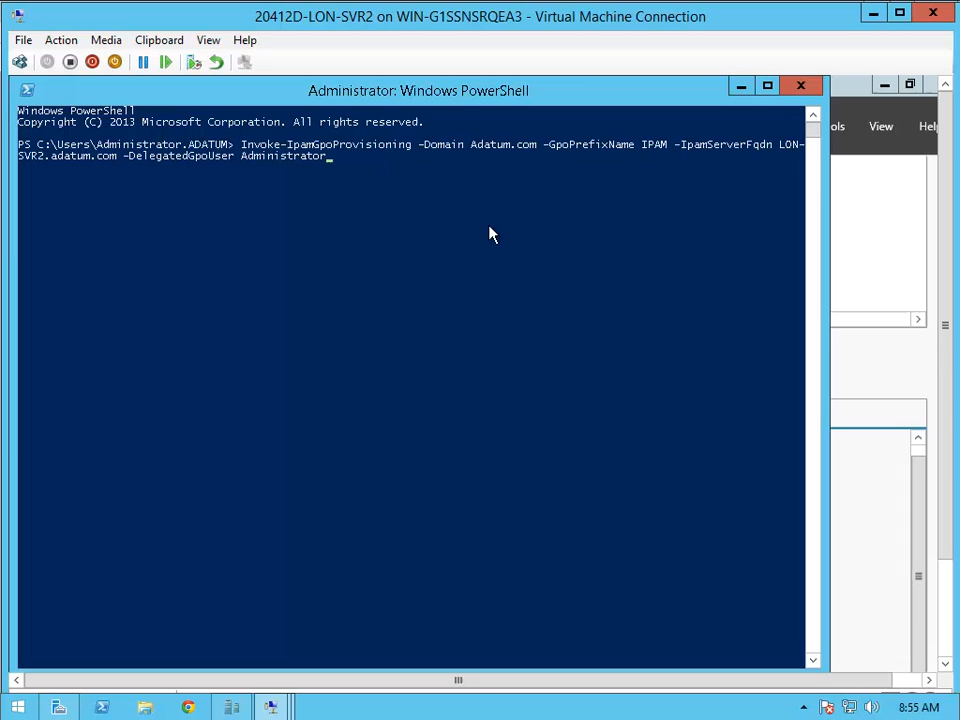 20412D-LON-SVR2 on WIN-G1SSNSRQEA3 - Virtual Machine Connection
File Action Media Clipboard View Help
Administrator: Windows PowerShell
Windows PowerShell
Copyright (C) 2013 Microsoft Corporation. All rights reserved.
PS C:\Users\Administrator.ADATUM> Invoke-IpamGpoProvisioning -Domain Adatum.com -GpoPrefixName IPAM -IpamServerFqdn LON-
SVR2.adatum.com -DelegatedGpoUser Administrator
ols View Help
8:55 AM